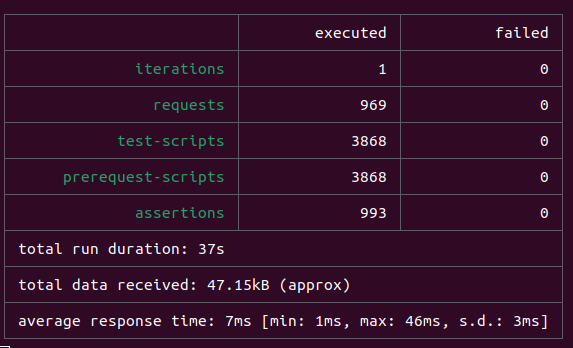 executed failed
iterations 1 0
requests 969 0
test-scripts 3868 0
prerequest-scripts 3868 0
assertions 993 0
total run duration: 37s
total data received: 47.15kB (approx)
average response time: 7ms [min: 1ms, max: 46ms, s.d.: 3ms]